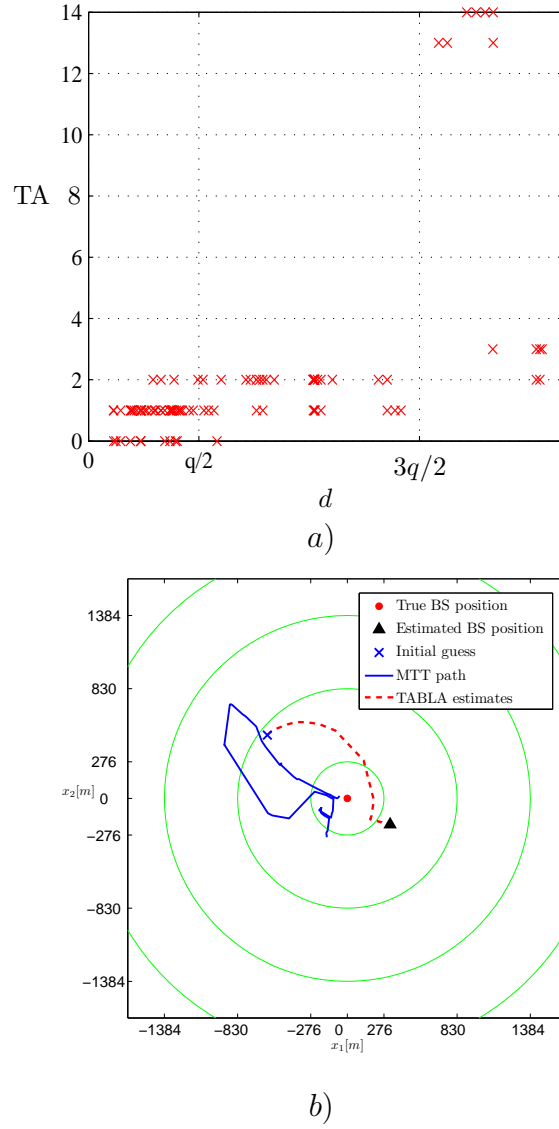 14
12
10
8
TA
6
4
2
0
0 q/2 3q/2
d
a)
1384
830
276
x₂[m] 0
−276
−830
−1384
−1384 −830 −276 0 276 830 1384
x₁[m]
True BS position
Estimated BS position
Initial guess
MTT path
TABLA estimates
b)